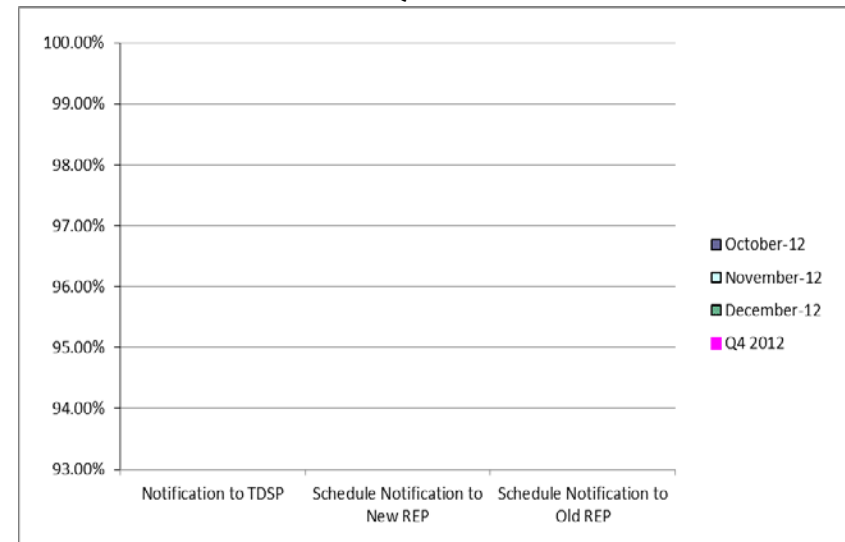 100.00%
99.00%
98.00%
97.00%
96.00%
95.00%
94.00%
93.00%
Notification to TDSP
Schedule Notification to
New REP
Schedule Notification to
Old REP
October-12
November-12
December-12
Q4 2012